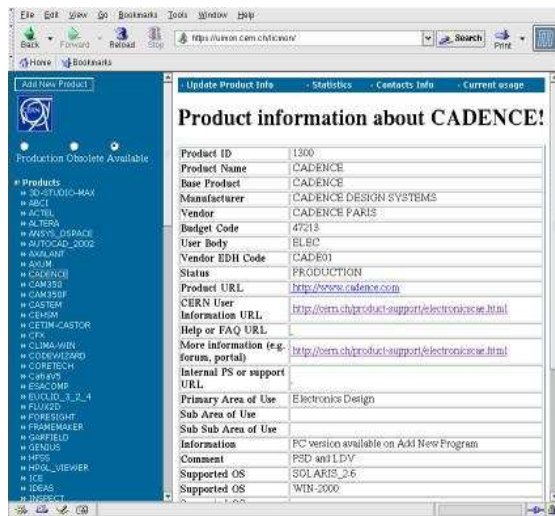 File Edit View Go Bookmarks Tools Window Help
Back Forward Reload Stop Search Print
Home Bookmarks
Add New Product
CERN
Production Obsolete Available
Products
3D-STUDIO-MAX
ABCI
ACTEL
ALTERA
ANSYS_DSPACE
AUTOCAD_2002
AXALANT
AXUM
CADENCE
CAM350
CAM350F
CASTEM
CEHSM
CETIM-CASTOR
CFX
CLIMA-WIN
CODEWIZARD
CORETECH
CatiaV5
ESACOMP
EUCLID_3_2_4
FLUX2D
FORESIGHT
FRAMEMAKER
GARFIELD
GENIUS
HFSS
HPGL_VIEWER
ICE
IDEAS
INSPECT
- Update Product Info - Statistics - Contacts Info - Current usage
Product information about CADENCE!
Product ID 1300
Product Name CADENCE
Base Product CADENCE
Manufacturer CADENCE DESIGN SYSTEMS
Vendor CADENCE PARIS
Budget Code 47213
User Body ELEC
Vendor EDH Code CADE01
Status PRODUCTION
Product URL http://www.cadence.com
CERN User
Information URL http://cern.ch/product-support/electronicscae.html
Help or FAQ URL
More information (e.g.
forum, portal) http://cern.ch/product-support/electronicscae.html
Internal PS or support
URL
Primary Area of Use Electronics Design
Sub Area of Use
Sub Sub Area of Use
Information PC version available on Add New Program
Comment PSD and LDV
Supported OS SOLARIS_2.6
Supported OS WIN-2000